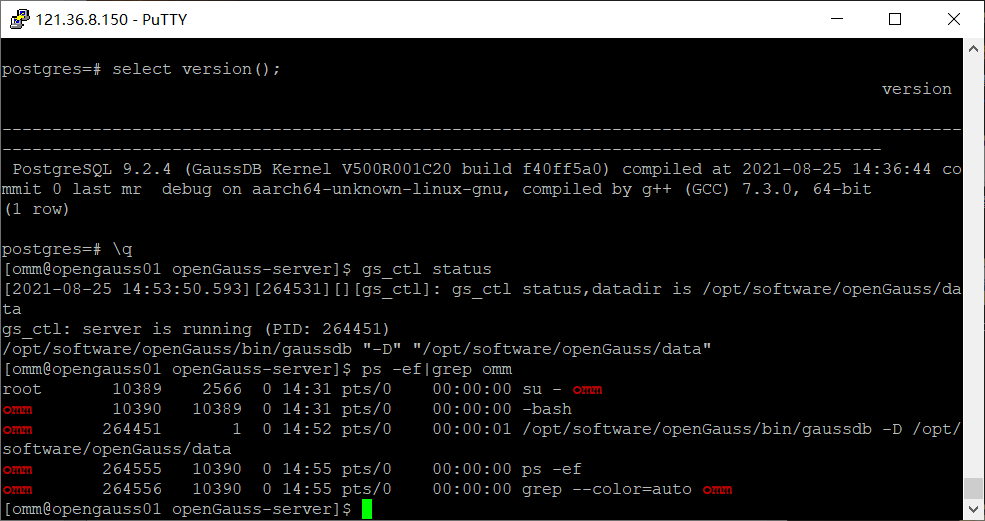 121.36.8.150 - PuTTY
postgres=# select version();
version
------------------------------------------------------------------------------------------------
----------------------------------------------------------------------------------------
PostgreSQL 9.2.4 (GaussDB Kernel V500R001C20 build f40ff5a0) compiled at 2021-08-25 14:36:44 co
mmit 0 last mr  debug on aarch64-unknown-linux-gnu, compiled by g++ (GCC) 7.3.0, 64-bit
(1 row)
postgres=# \q
[omm@opengauss01 openGauss-server]$ gs_ctl status
[2021-08-25 14:53:50.593][264531][][gs_ctl]: gs_ctl status,datadir is /opt/software/openGauss/da
ta
gs_ctl: server is running (PID: 264451)
/opt/software/openGauss/bin/gaussdb "-D" "/opt/software/openGauss/data"
[omm@opengauss01 openGauss-server]$ ps -ef|grep omm
root       10389    2566  0 14:31 pts/0    00:00:00 su - omm
omm        10390   10389  0 14:31 pts/0    00:00:00 -bash
omm       264451       1  0 14:52 pts/0    00:00:01 /opt/software/openGauss/bin/gaussdb -D /opt/
software/openGauss/data
omm       264555   10390  0 14:55 pts/0    00:00:00 ps -ef
omm       264556   10390  0 14:55 pts/0    00:00:00 grep --color=auto omm
[omm@opengauss01 openGauss-server]$